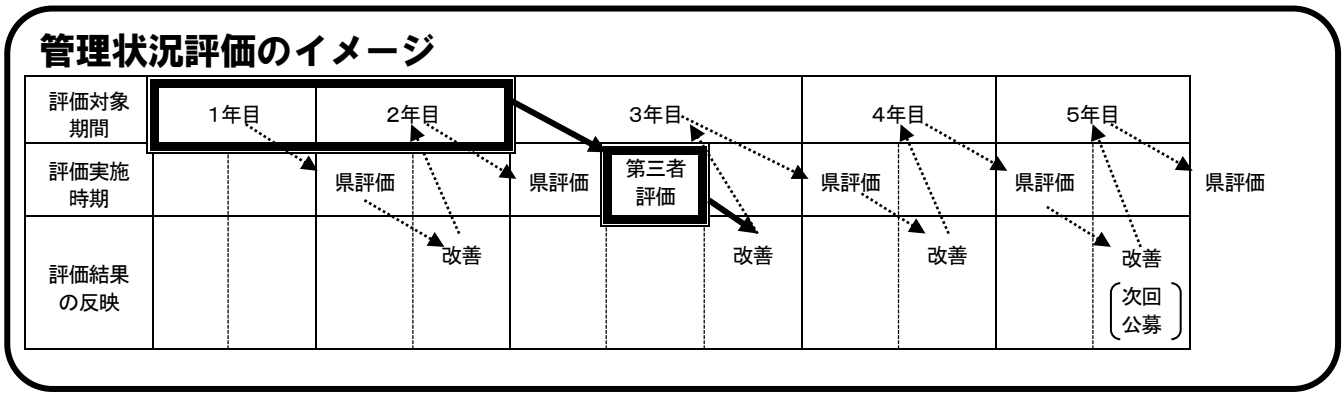 管理状況評価のイメージ
評価対象
期間
１年目
２年目
３年目
４年目
５年目
評価実施
時期
県評価
県評価
第三者
評価
県評価
県評価
県評価
評価結果
の反映
改善
改善
改善
改善
次回
公募